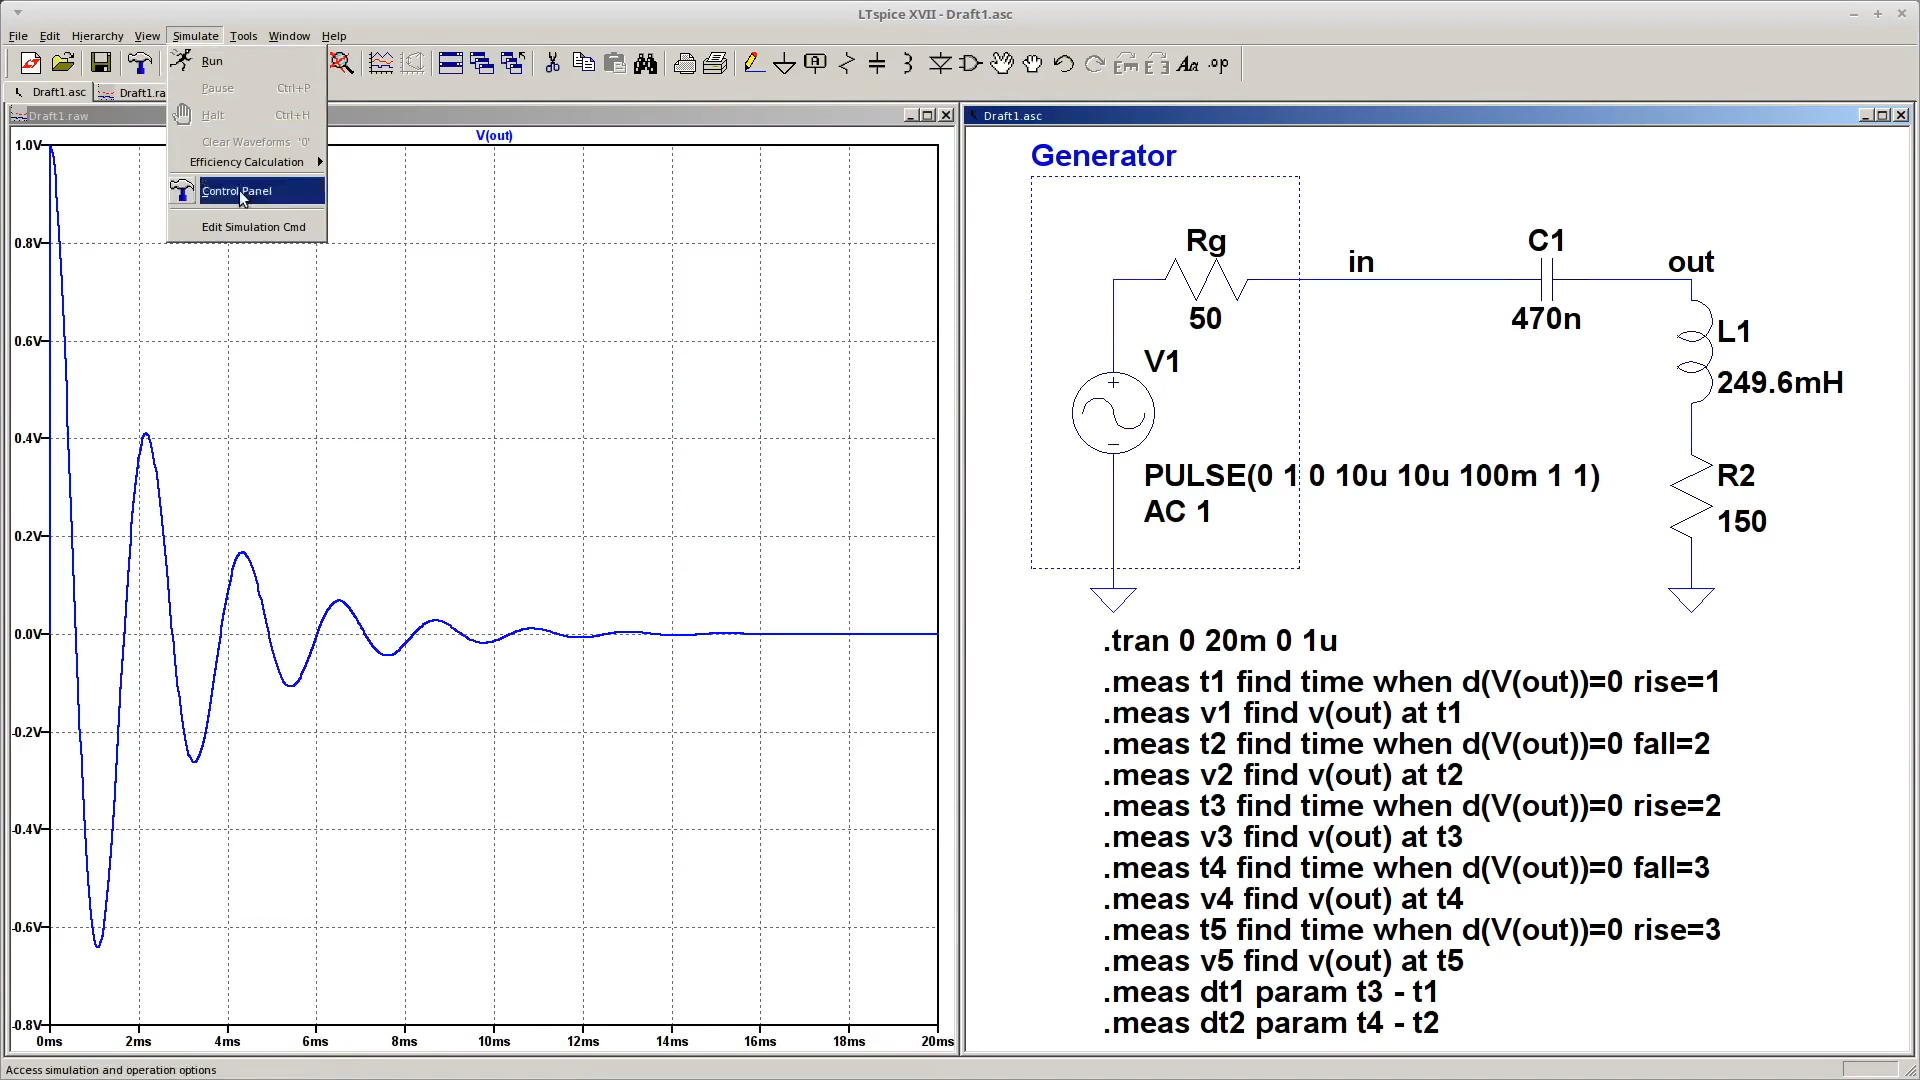 LTspice XVII - Draft1.asc
File Edit Hierarchy View Simulate Tools Window Help
Run
Pause Ctrl+P
Halt Ctrl+H
Clear Waveforms '0'
Efficiency Calculation
Control Panel
Edit Simulation Cmd
Draft1.asc
Draft1.ra
Draft1.raw
V(out)
1.0V
0.8V
0.6V
0.4V
0.2V
0.0V
-0.2V
-0.4V
-0.6V
-0.8V
0ms 2ms 4ms 6ms 8ms 10ms 12ms 14ms 16ms 18ms 20ms
Draft1.asc
Generator
Rg
50
in
C1
470n
out
L1
249.6mH
V1
PULSE(0 1 0 10u 10u 100m 1 1)
AC 1
R2
150
.tran 0 20m 0 1u
.meas t1 find time when d(V(out))=0 rise=1
.meas v1 find v(out) at t1
.meas t2 find time when d(V(out))=0 fall=2
.meas v2 find v(out) at t2
.meas t3 find time when d(V(out))=0 rise=2
.meas v3 find v(out) at t3
.meas t4 find time when d(V(out))=0 fall=3
.meas v4 find v(out) at t4
.meas t5 find time when d(V(out))=0 rise=3
.meas v5 find v(out) at t5
.meas dt1 param t3 - t1
.meas dt2 param t4 - t2
Access simulation and operation options